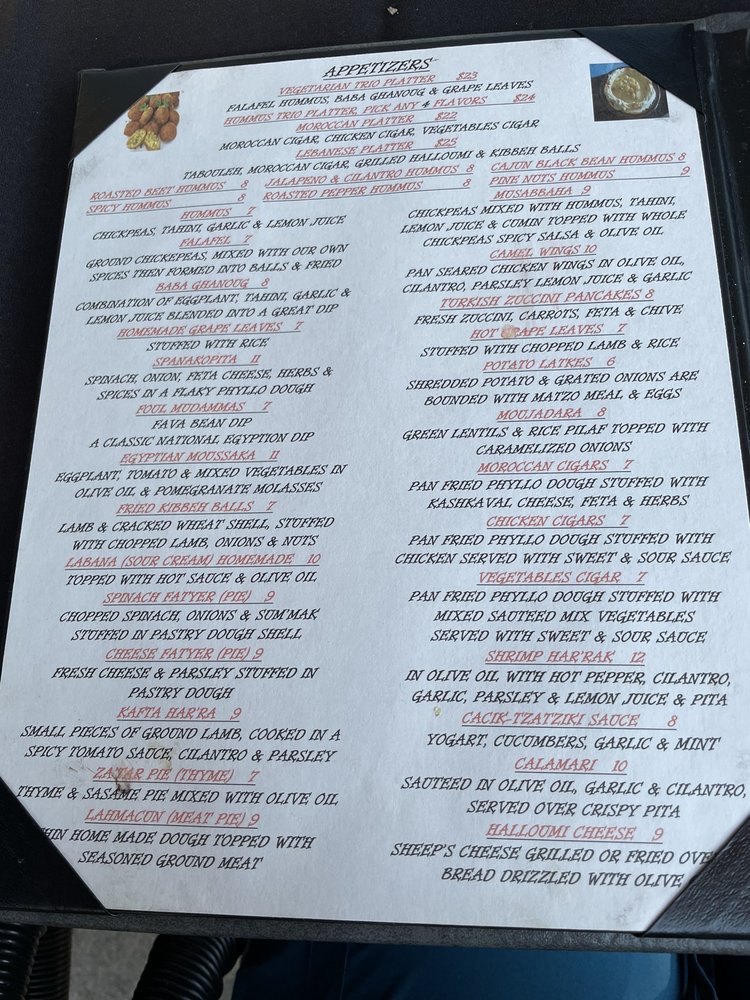 APPETIZERS
VEGETARIAN TRIO PLATTER $23
FALAFEL HUMMUS, BABA GHANOUG & GRAPE LEAVES
HUMMUS TRIO PLATTER, PICK ANY 4 FLAVORS $24
MOROCCAN PLATTER $22
MOROCCAN CIGAR, CHICKEN CIGAR, VEGETABLES CIGAR
LEBANESE PLATTER $25
TABOULEH, MOROCCAN CIGAR, GRILLED HALLOUMI & KIBBEH BALLS
ROASTED BEET HUMMUS 8 JALAPENO & CILANTRO HUMMUS 8 CAJUN BLACK BEAN HUMMUS 8
SPICY HUMMUS 8 ROASTED PEPPER HUMMUS 8 PINE NUTS HUMMUS 9
HUMMUS 7
CHICKPEAS, TAHINI, GARLIC & LEMON JUICE
FALAFEL 7
GROUND CHICKEPEAS, MIXED WITH OUR OWN
SPICES THEN FORMED INTO BALLS & FRIED
BABA GHANOUG 8
COMBINATION OF EGGPLANT, TAHINI, GARLIC &
LEMON JUICE BLENDED INTO A GREAT DIP
HOMEMADE GRAPE LEAVES 7
STUFFED WITH RICE
SPANAKOPITA 11
SPINACH, ONION, FETA CHEESE, HERBS &
SPICES IN A FLAKY PHYLLO DOUGH
FOUL MUDAMMAS 7
FAVA BEAN DIP
A CLASSIC NATIONAL EGYPTION DIP
EGYPTIAN MOUSSAKA 11
EGGPLANT, TOMATO & MIXED VEGETABLES IN
OLIVE OIL & POMEGRANATE MOLASSES
FRIED KIBBEH BALLS 7
LAMB & CRACKED WHEAT SHELL, STUFFED
WITH CHOPPED LAMB, ONIONS & NUTS
LABANA (SOUR CREAM) HOMEMADE 10
TOPPED WITH HOT SAUCE & OLIVE OIL
SPINACH FATYER (PIE) 9
CHOPPED SPINACH, ONIONS & SUM'MAK
STUFFED IN PASTRY DOUGH SHELL
CHEESE FATYER (PIE) 9
FRESH CHEESE & PARSLEY STUFFED IN
PASTRY DOUGH
KAFTA HAR'RA 9
SMALL PIECES OF GROUND LAMB, COOKED IN A
SPICY TOMATO SAUCE, CILANTRO & PARSLEY
ZA'TAR PIE (THYME) 7
THYME & SASAME PIE MIXED WITH OLIVE OIL
LAHMACUN (MEAT PIE) 9
THIN HOME MADE DOUGH TOPPED WITH
SEASONED GROUND MEAT
MUSABBAHA 9
CHICKPEAS MIXED WITH HUMMUS, TAHINI,
LEMON JUICE & CUMIN TOPPED WITH WHOLE
CHICKPEAS SPICY SALSA & OLIVE OIL
CAMEL WINGS 10
PAN SEARED CHICKEN WINGS IN OLIVE OIL,
CILANTRO, PARSLEY LEMON JUICE & GARLIC
TURKISH ZUCCINI PANCAKES 8
FRESH ZUCCINI, CARROTS, FETA & CHIVE
HOT GRAPE LEAVES 7
STUFFED WITH CHOPPED LAMB & RICE
POTATO LATKES 6
SHREDDED POTATO & GRATED ONIONS ARE
BOUNDED WITH MATZO MEAL & EGGS
MOUJADARA 8
GREEN LENTILS & RICE PILAF TOPPED WITH
CARAMELIZED ONIONS
MOROCCAN CIGARS 7
PAN FRIED PHYLLO DOUGH STUFFED WITH
KASHKAVAL CHEESE, FETA & HERBS
CHICKEN CIGARS 7
PAN FRIED PHYLLO DOUGH STUFFED WITH
CHICKEN SERVED WITH SWEET & SOUR SAUCE
VEGETABLES CIGAR 7
PAN FRIED PHYLLO DOUGH STUFFED WITH
MIXED SAUTEED MIX VEGETABLES
SERVED WITH SWEET & SOUR SAUCE
SHRIMP HAR'RAK 12
IN OLIVE OIL WITH HOT PEPPER, CILANTRO,
GARLIC, PARSLEY & LEMON JUICE & PITA
CACIK-TZATZIKI SAUCE 8
YOGART, CUCUMBERS, GARLIC & MINT
CALAMARI 10
SAUTEED IN OLIVE OIL, GARLIC & CILANTRO,
SERVED OVER CRISPY PITA
HALLOUMI CHEESE 9
SHEEP'S CHEESE GRILLED OR FRIED OVE
BREAD DRIZZLED WITH OLIVE